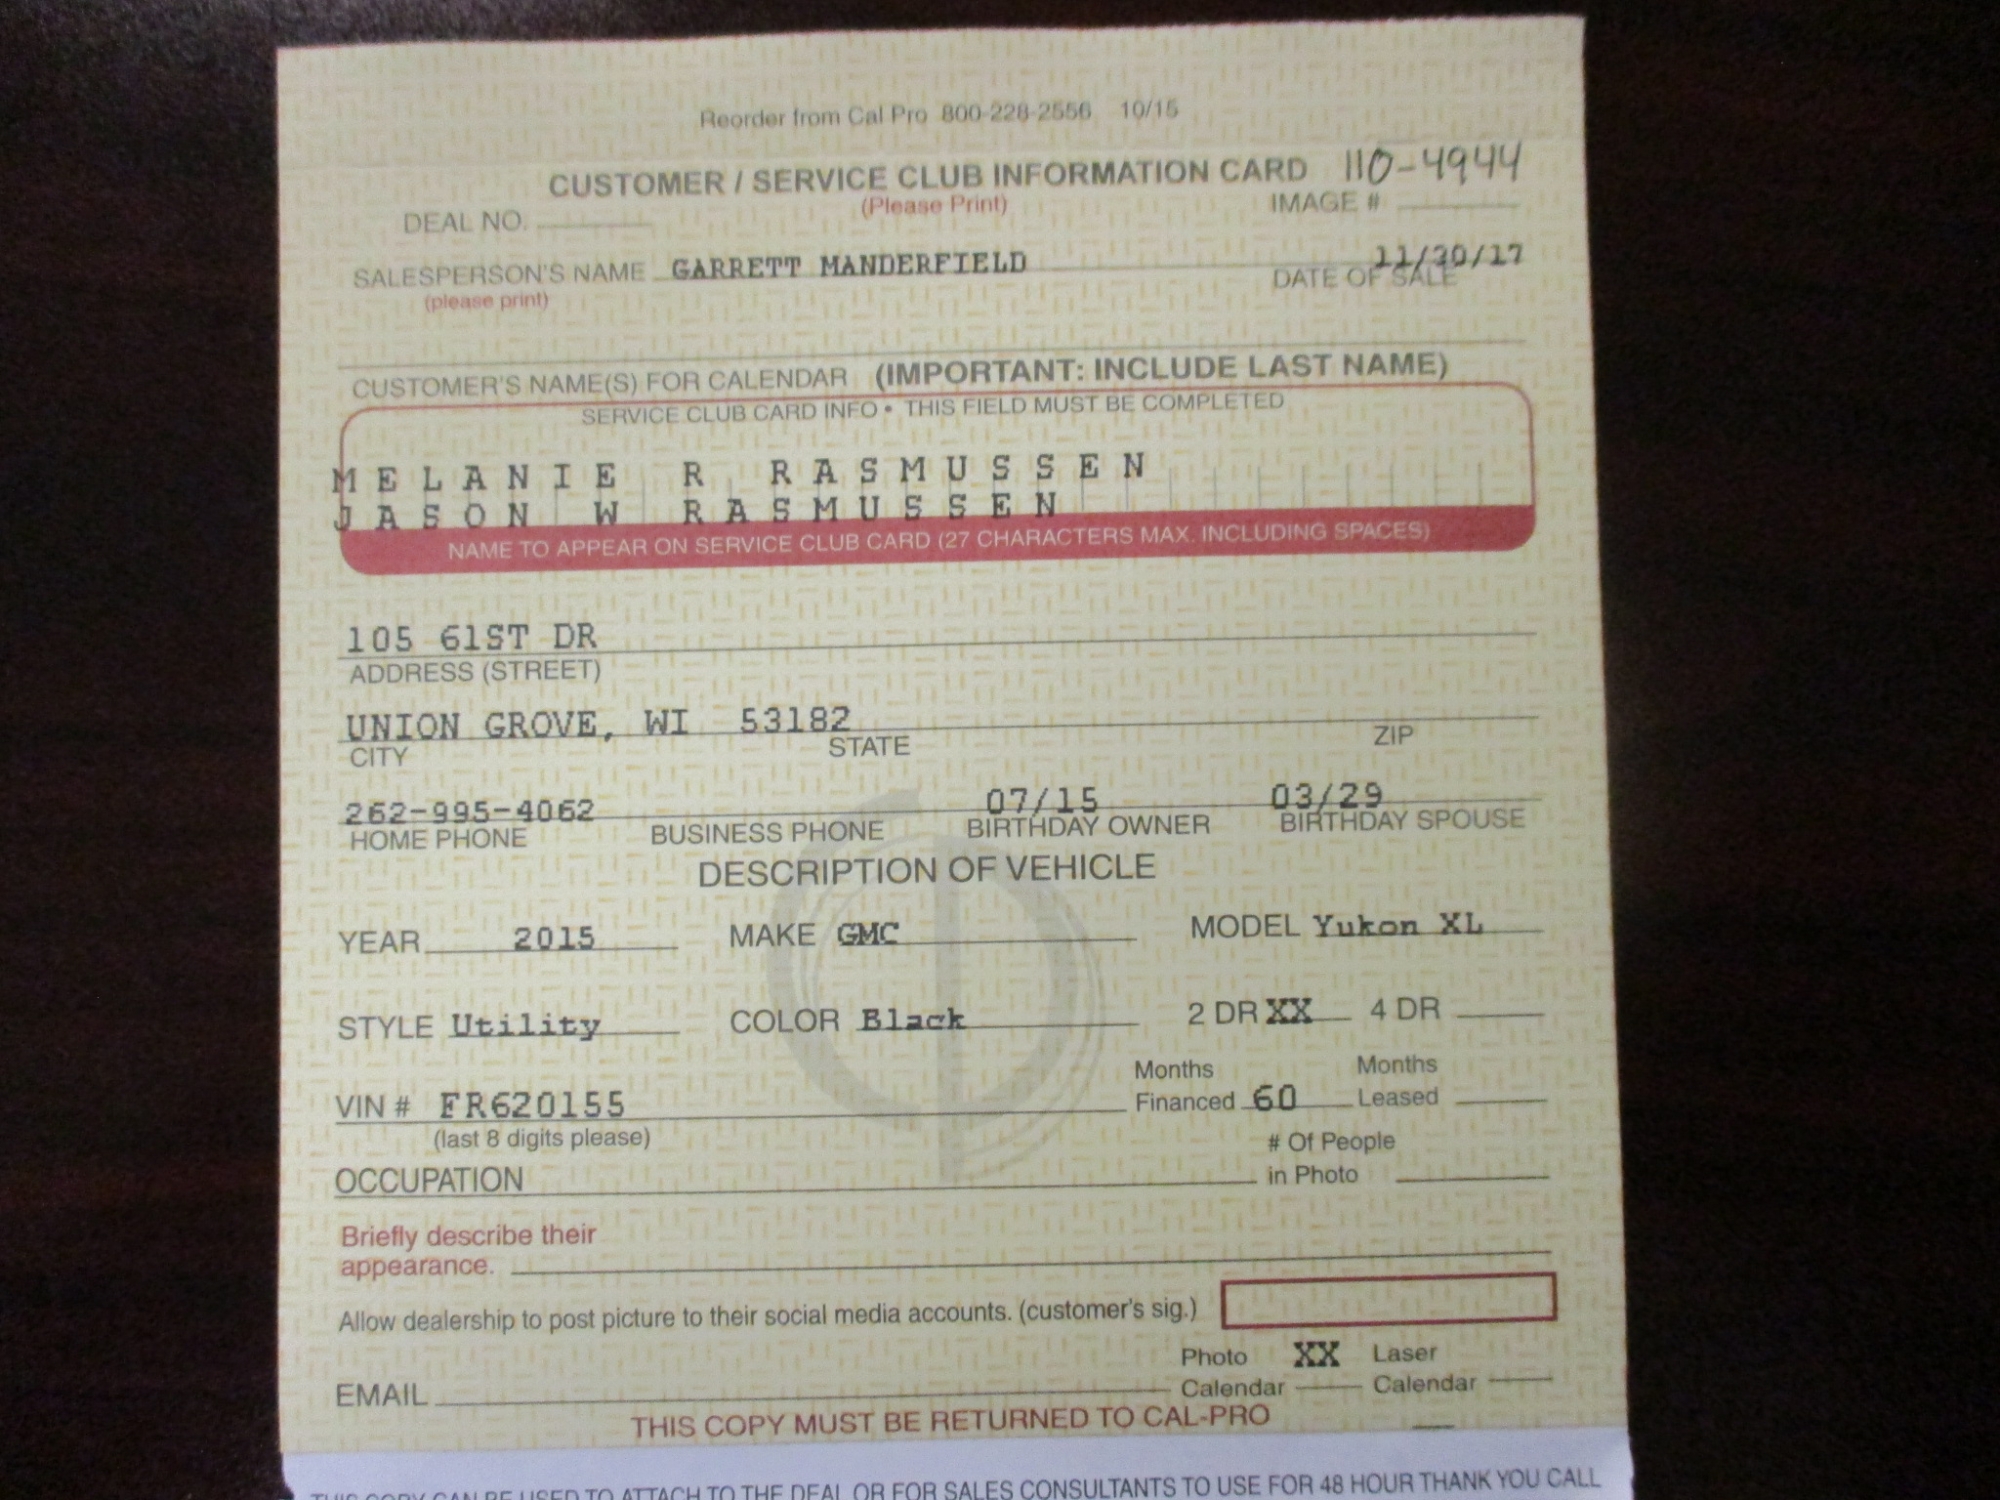 Reorder from Cal Pro 800-228-2556 10/15
CUSTOMER / SERVICE CLUB INFORMATION CARD 110-4944
(Please Print)
DEAL NO. IMAGE #
SALESPERSON'S NAME GARRETT MANDERFIELD 11/30/17
(please print) DATE OF SALE
CUSTOMER'S NAME(S) FOR CALENDAR (IMPORTANT: INCLUDE LAST NAME)
SERVICE CLUB CARD INFO • THIS FIELD MUST BE COMPLETED
MELANIE R RASMUSSEN
JASON W RASMUSSEN
NAME TO APPEAR ON SERVICE CLUB CARD (27 CHARACTERS MAX. INCLUDING SPACES)
105 61ST DR
ADDRESS (STREET)
UNION GROVE, WI 53182
CITY STATE ZIP
262-995-4062 07/15 03/29
HOME PHONE BUSINESS PHONE BIRTHDAY OWNER BIRTHDAY SPOUSE
DESCRIPTION OF VEHICLE
YEAR 2015 MAKE GMC MODEL Yukon XL
STYLE Utility COLOR Black 2 DR XX 4 DR
Months Months
VIN # FR620155 Financed 60 Leased
(last 8 digits please) # Of People
OCCUPATION in Photo
Briefly describe their
appearance.
Allow dealership to post picture to their social media accounts. (customer's sig.)
Photo XX Laser
EMAIL Calendar Calendar
THIS COPY MUST BE RETURNED TO CAL-PRO
THIS COPY CAN BE USED TO ATTACH TO THE DEAL OR FOR SALES CONSULTANTS TO USE FOR 48 HOUR THANK YOU CALL